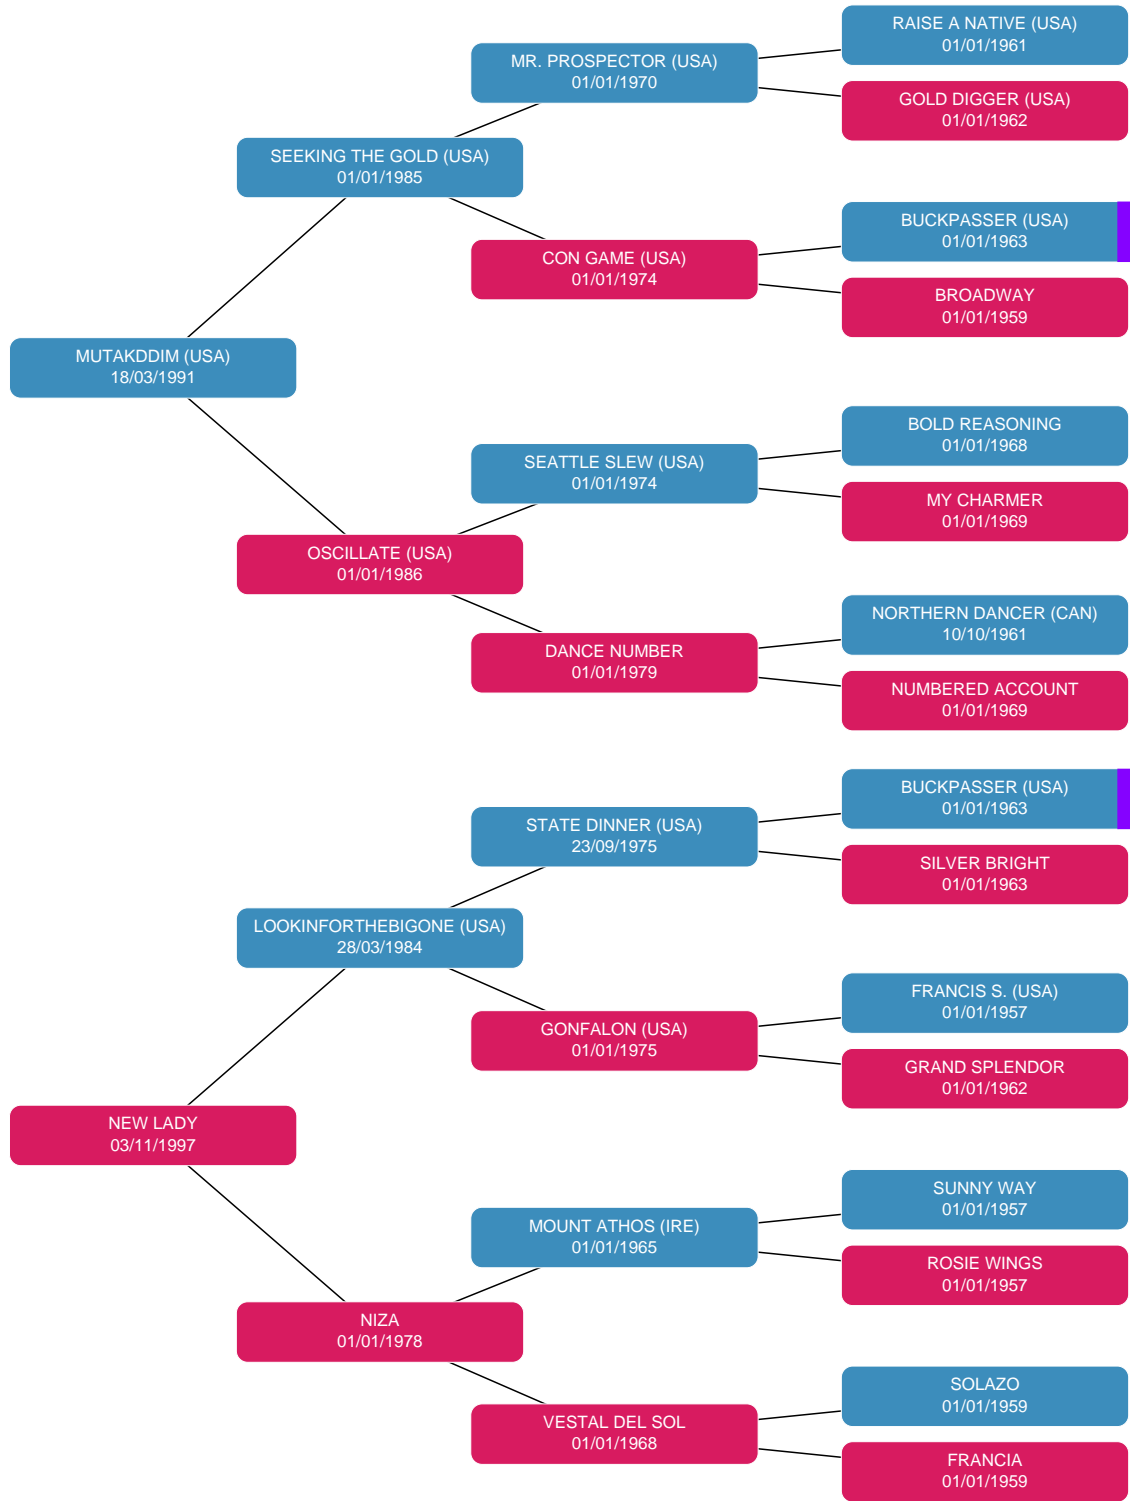 RAISE A NATIVE (USA)
01/01/1961
MR. PROSPECTOR (USA)
01/01/1970
GOLD DIGGER (USA)
01/01/1962
SEEKING THE GOLD (USA)
01/01/1985
BUCKPASSER (USA)
01/01/1963
CON GAME (USA)
01/01/1974
BROADWAY
01/01/1959
MUTAKDDIM (USA)
18/03/1991
BOLD REASONING
01/01/1968
SEATTLE SLEW (USA)
01/01/1974
MY CHARMER
01/01/1969
OSCILLATE (USA)
01/01/1986
NORTHERN DANCER (CAN)
10/10/1961
DANCE NUMBER
01/01/1979
NUMBERED ACCOUNT
01/01/1969
BUCKPASSER (USA)
01/01/1963
STATE DINNER (USA)
23/09/1975
SILVER BRIGHT
01/01/1963
LOOKINFORTHEBIGONE (USA)
28/03/1984
FRANCIS S. (USA)
01/01/1957
GONFALON (USA)
01/01/1975
GRAND SPLENDOR
01/01/1962
NEW LADY
03/11/1997
SUNNY WAY
01/01/1957
MOUNT ATHOS (IRE)
01/01/1965
ROSIE WINGS
01/01/1957
NIZA
01/01/1978
SOLAZO
01/01/1959
VESTAL DEL SOL
01/01/1968
FRANCIA
01/01/1959